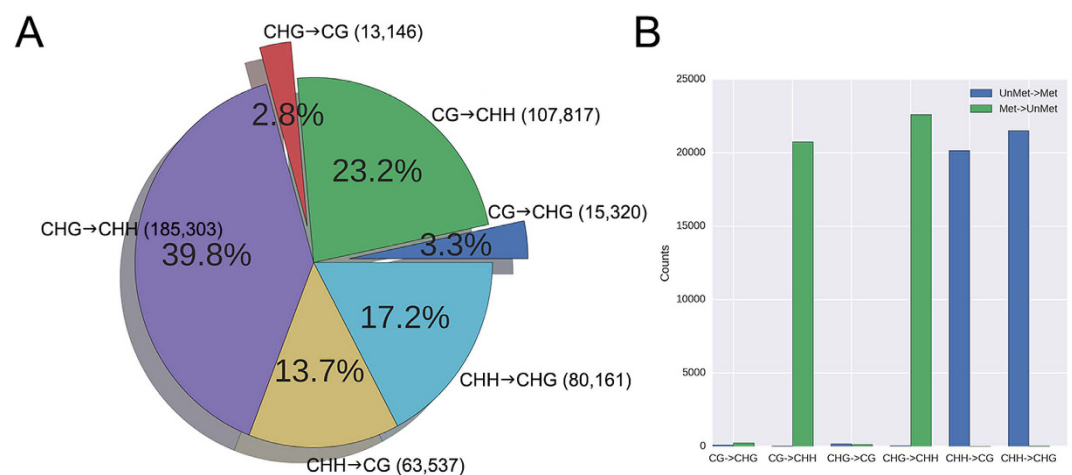 A
CHG→CG (13,146)
2.8%
CG→CHH (107,817)
23.2%
CG→CHG (15,320)
3.3%
CHG→CHH (185,303)
39.8%
17.2%
CHH→CHG (80,161)
13.7%
CHH→CG (63,537)
B
25000
20000
15000
10000
5000
0
Counts
UnMet->Met
Met->UnMet
CG->CHG CG->CHH CHG->CG CHG->CHH CHH->CG CHH->CHG